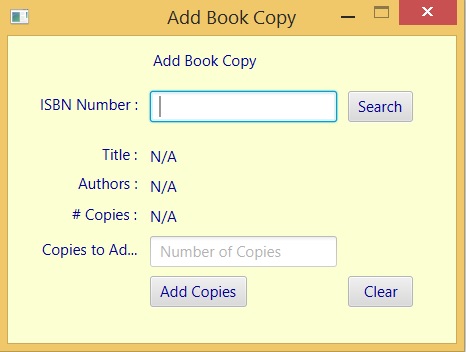 Add Book Copy
Add Book Copy
ISBN Number : Search
Title : N/A
Authors : N/A
# Copies : N/A
Copies to Ad... Number of Copies
Add Copies Clear